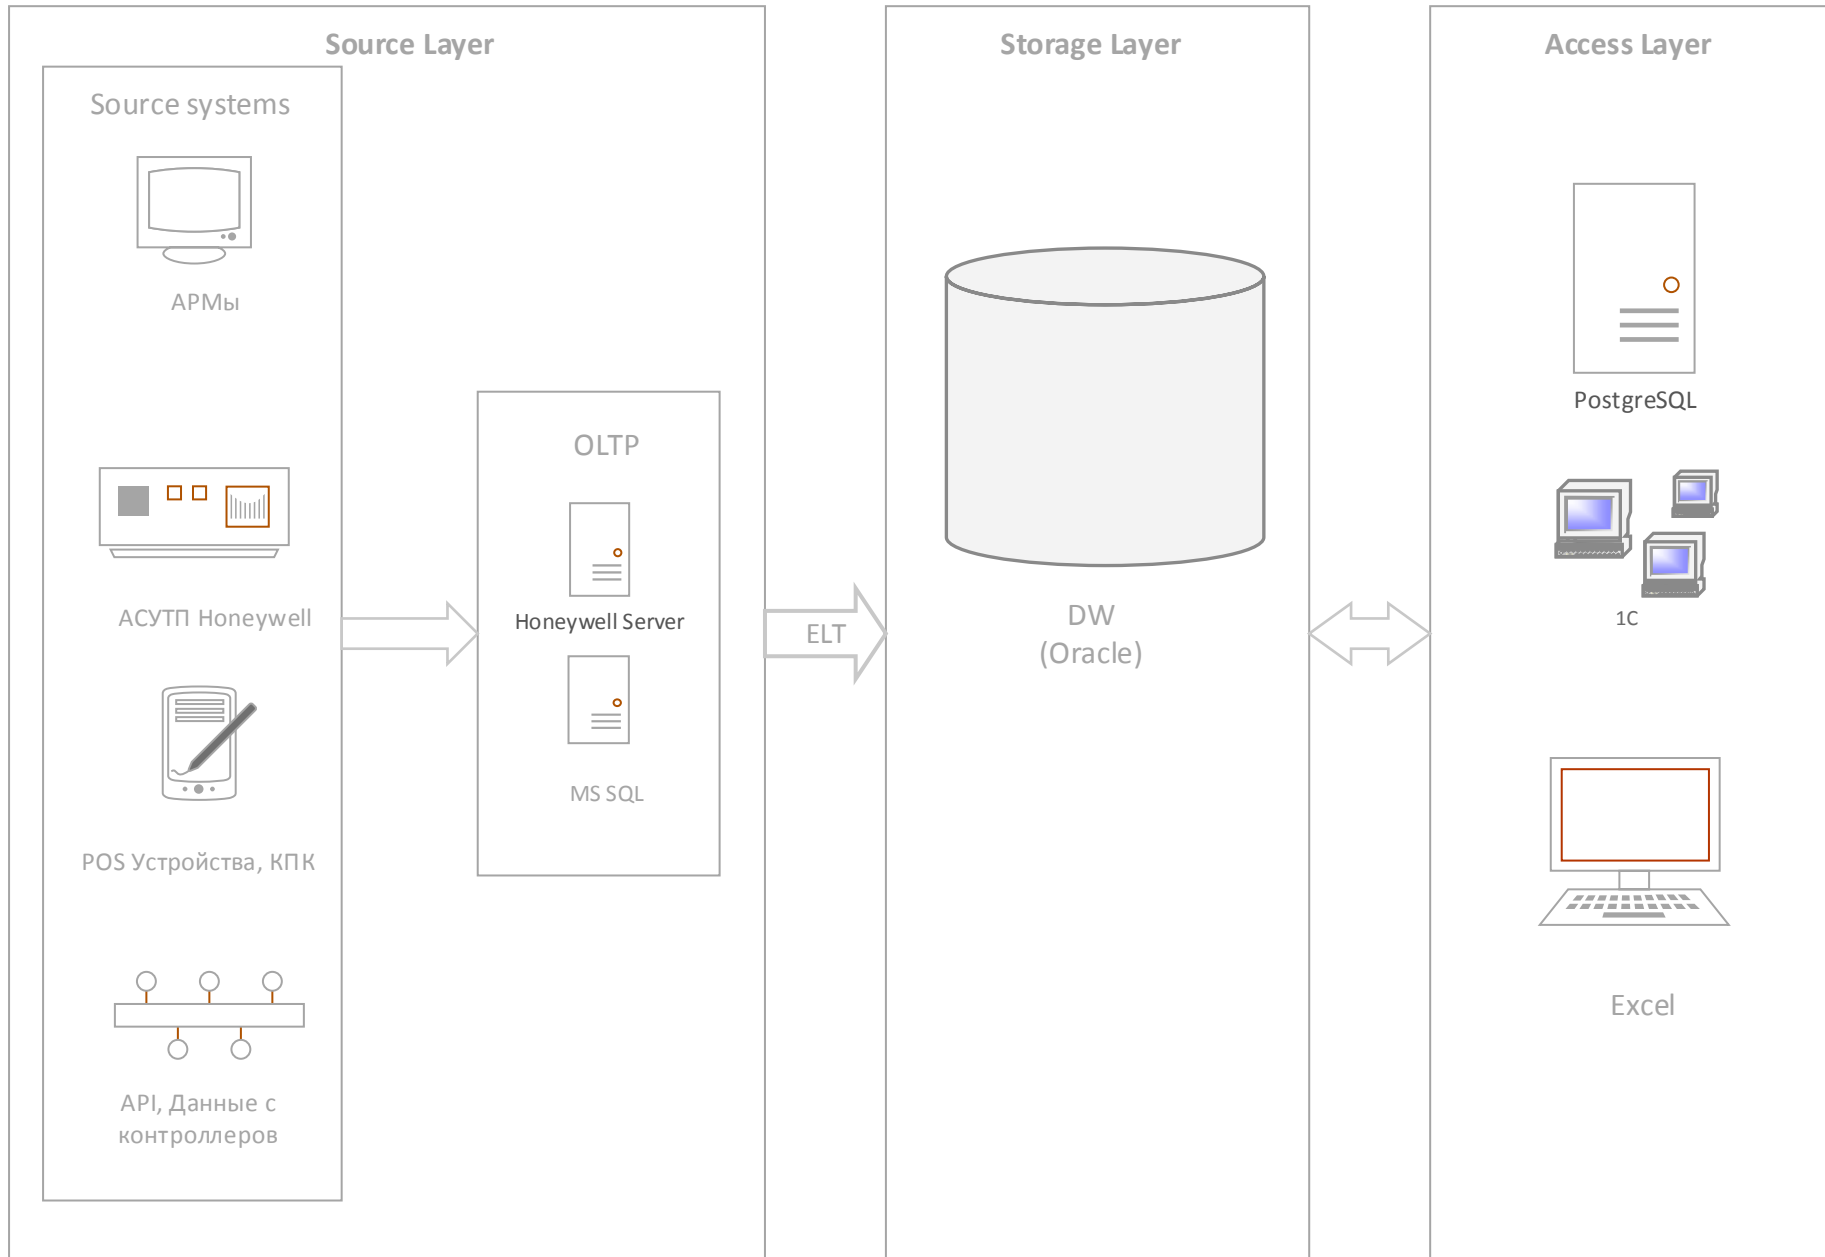 Source Layer
Source systems
АРМы
АСУТП Honeywell
POS Устройства, КПК
API, Данные с
контроллеров
OLTP
Honeywell Server
MS SQL
ELT
Storage Layer
DW
(Oracle)
Access Layer
PostgreSQL
1С
Excel